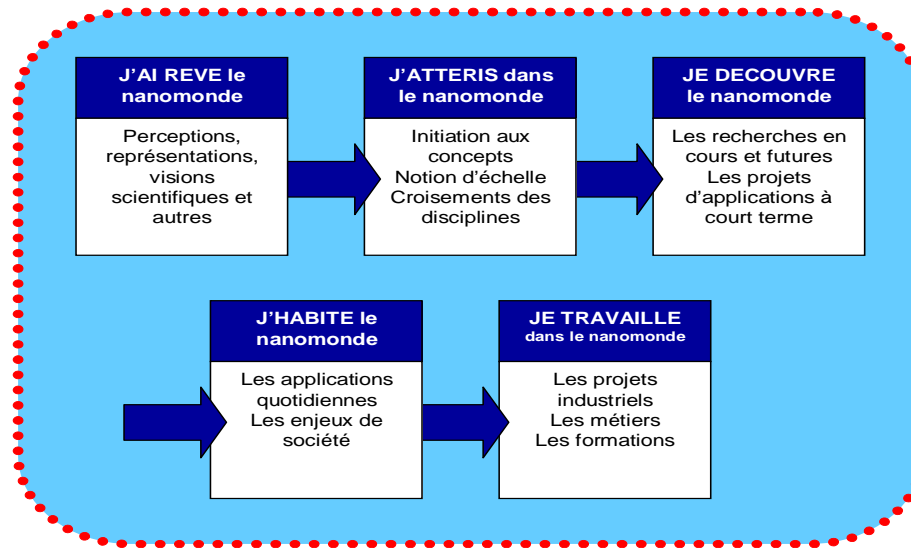 J'AI REVE le
nanomonde
Perceptions,
représentations,
visions
scientifiques et
autres
J'ATTERIS dans
le nanomonde
Initiation aux
concepts
Notion d'échelle
Croisements des
disciplines
JE DECOUVRE
le nanomonde
Les recherches en
cours et futures
Les projets
d'applications à
court terme
J'HABITE le
nanomonde
Les applications
quotidiennes
Les enjeux de
société
JE TRAVAILLE
dans le nanomonde
Les projets
industriels
Les métiers
Les formations